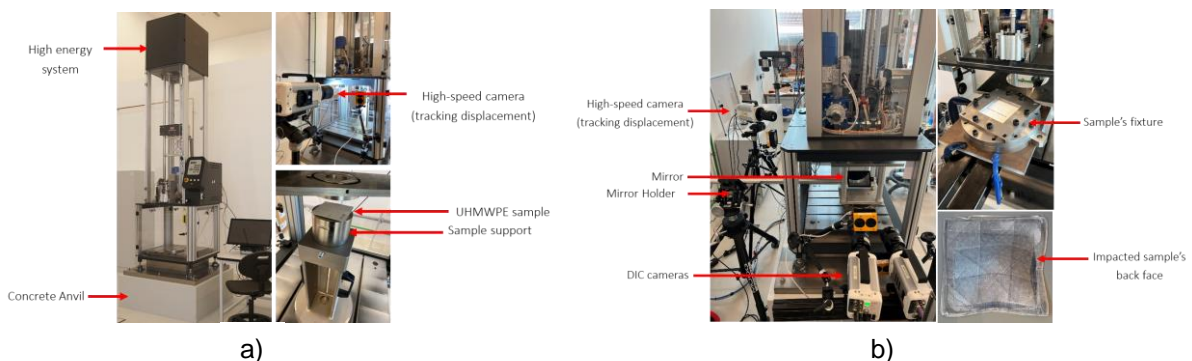 High energy
system
High-speed camera
(tracking displacement)
UHMWPE sample
Sample support
Concrete Anvil
a)
High-speed camera
(tracking displacement)
Sample's fixture
Mirror
Mirror Holder
DIC cameras
Impacted sample's
back face
b)